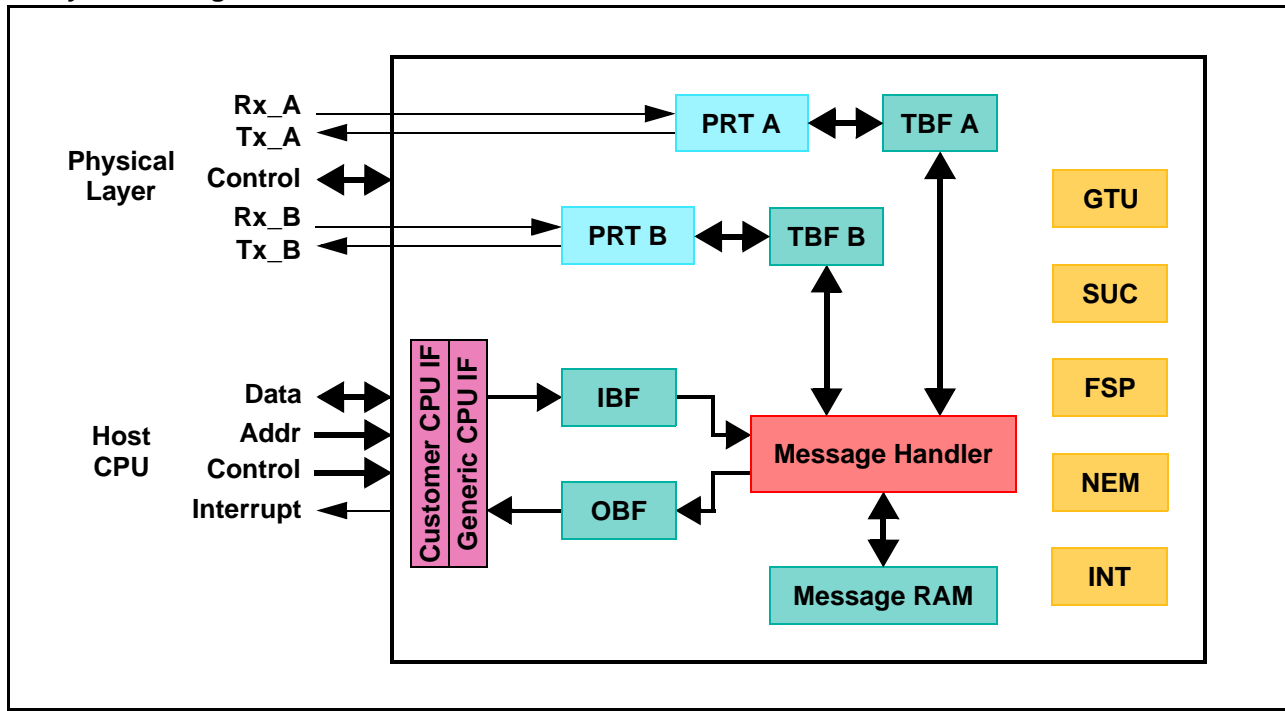 Rx_A
Tx_A
Physical
Layer
Control
Rx_B
Tx_B
PRT A
TBF A
PRT B
TBF B
GTU
SUC
FSP
NEM
INT
Host
CPU
Data
Addr
Control
Interrupt
Customer CPU IF
Generic CPU IF
IBF
OBF
Message Handler
Message RAM